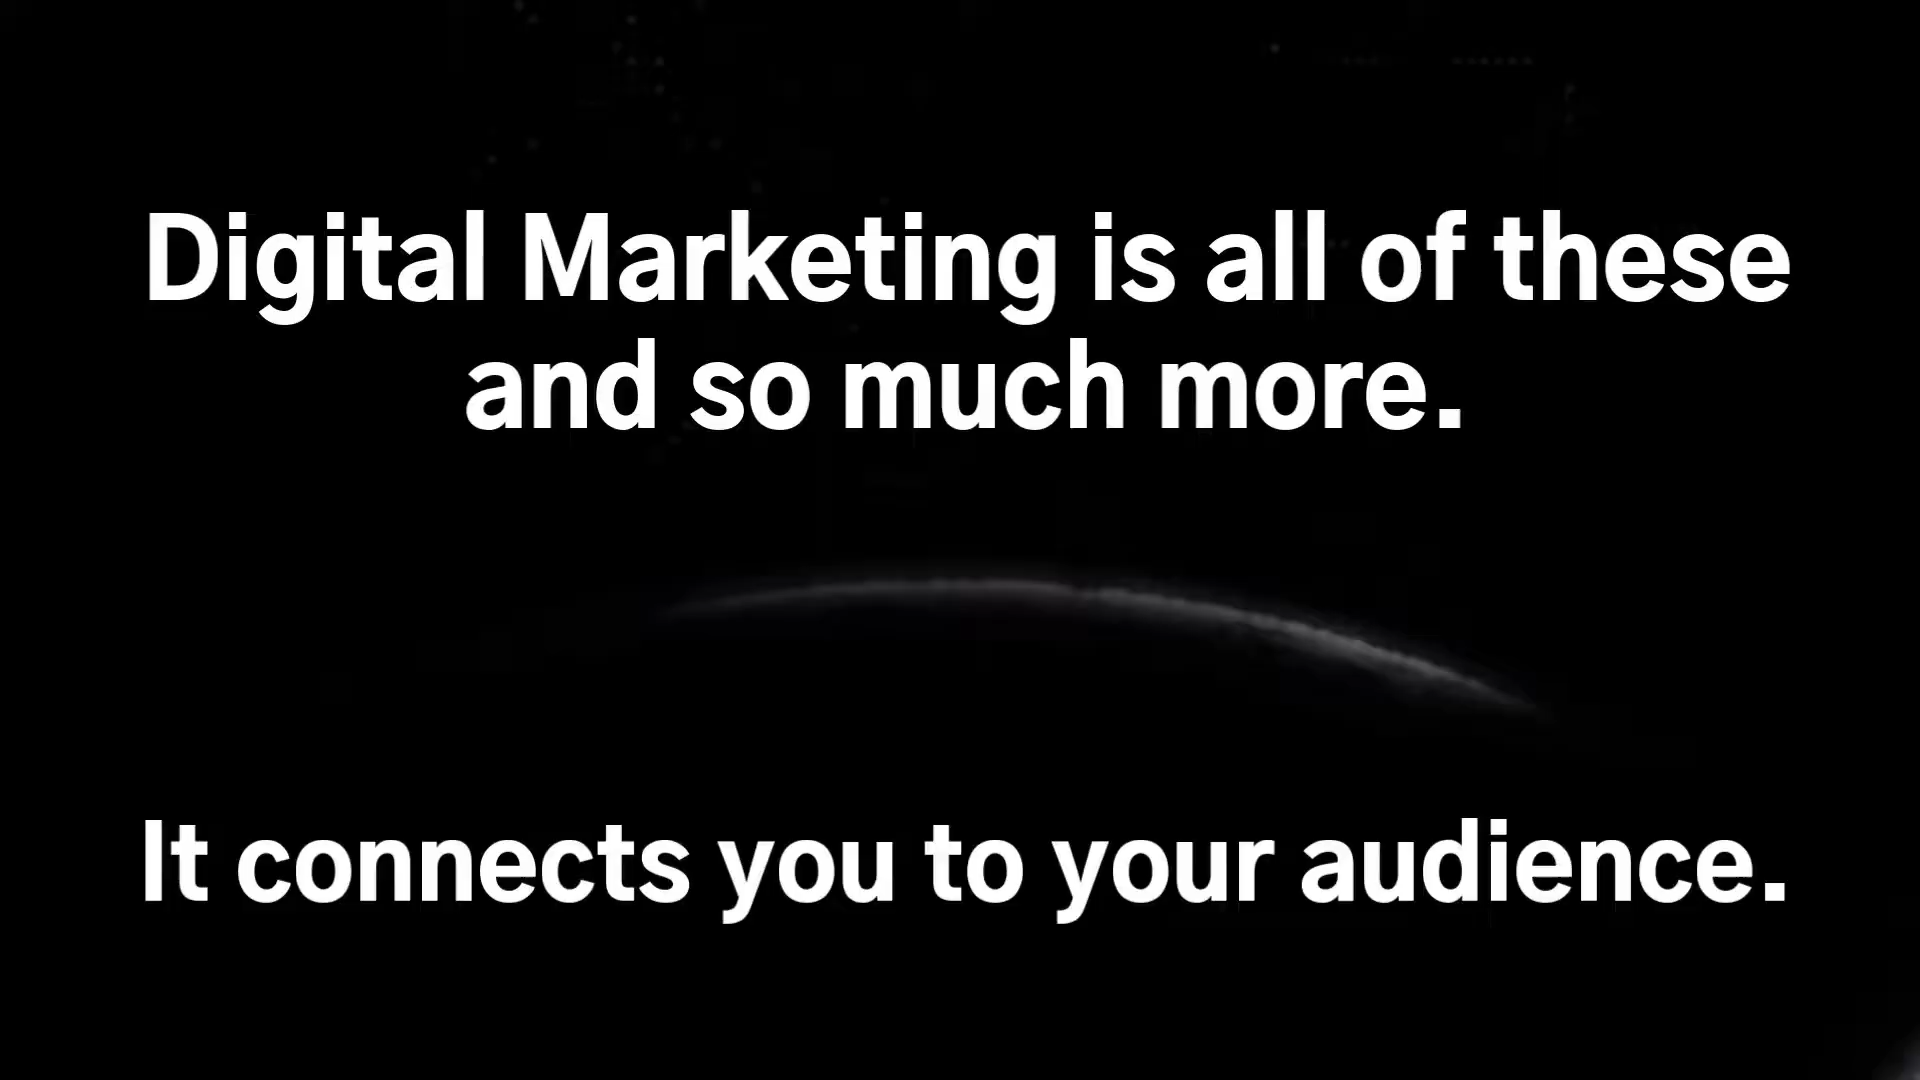 Digital Marketing is all of these
and so much more.
It connects you to your audience.